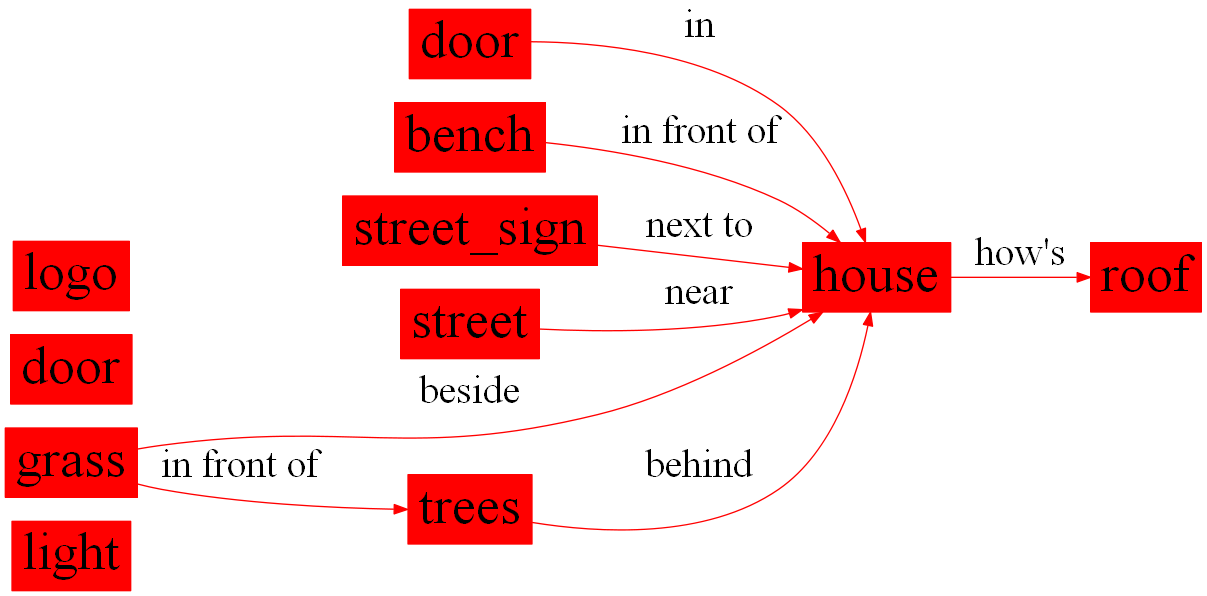 door
in
bench
in front of
street_sign
next to
logo
house
how's
roof
street
near
door
beside
grass
in front of
trees
behind
light